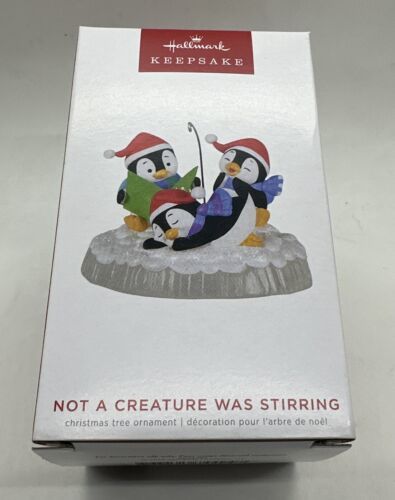 Hallmark
KEEPSAKE
NOT A CREATURE WAS STIRRING
christmas tree ornament | décoration pour l'arbre de noël